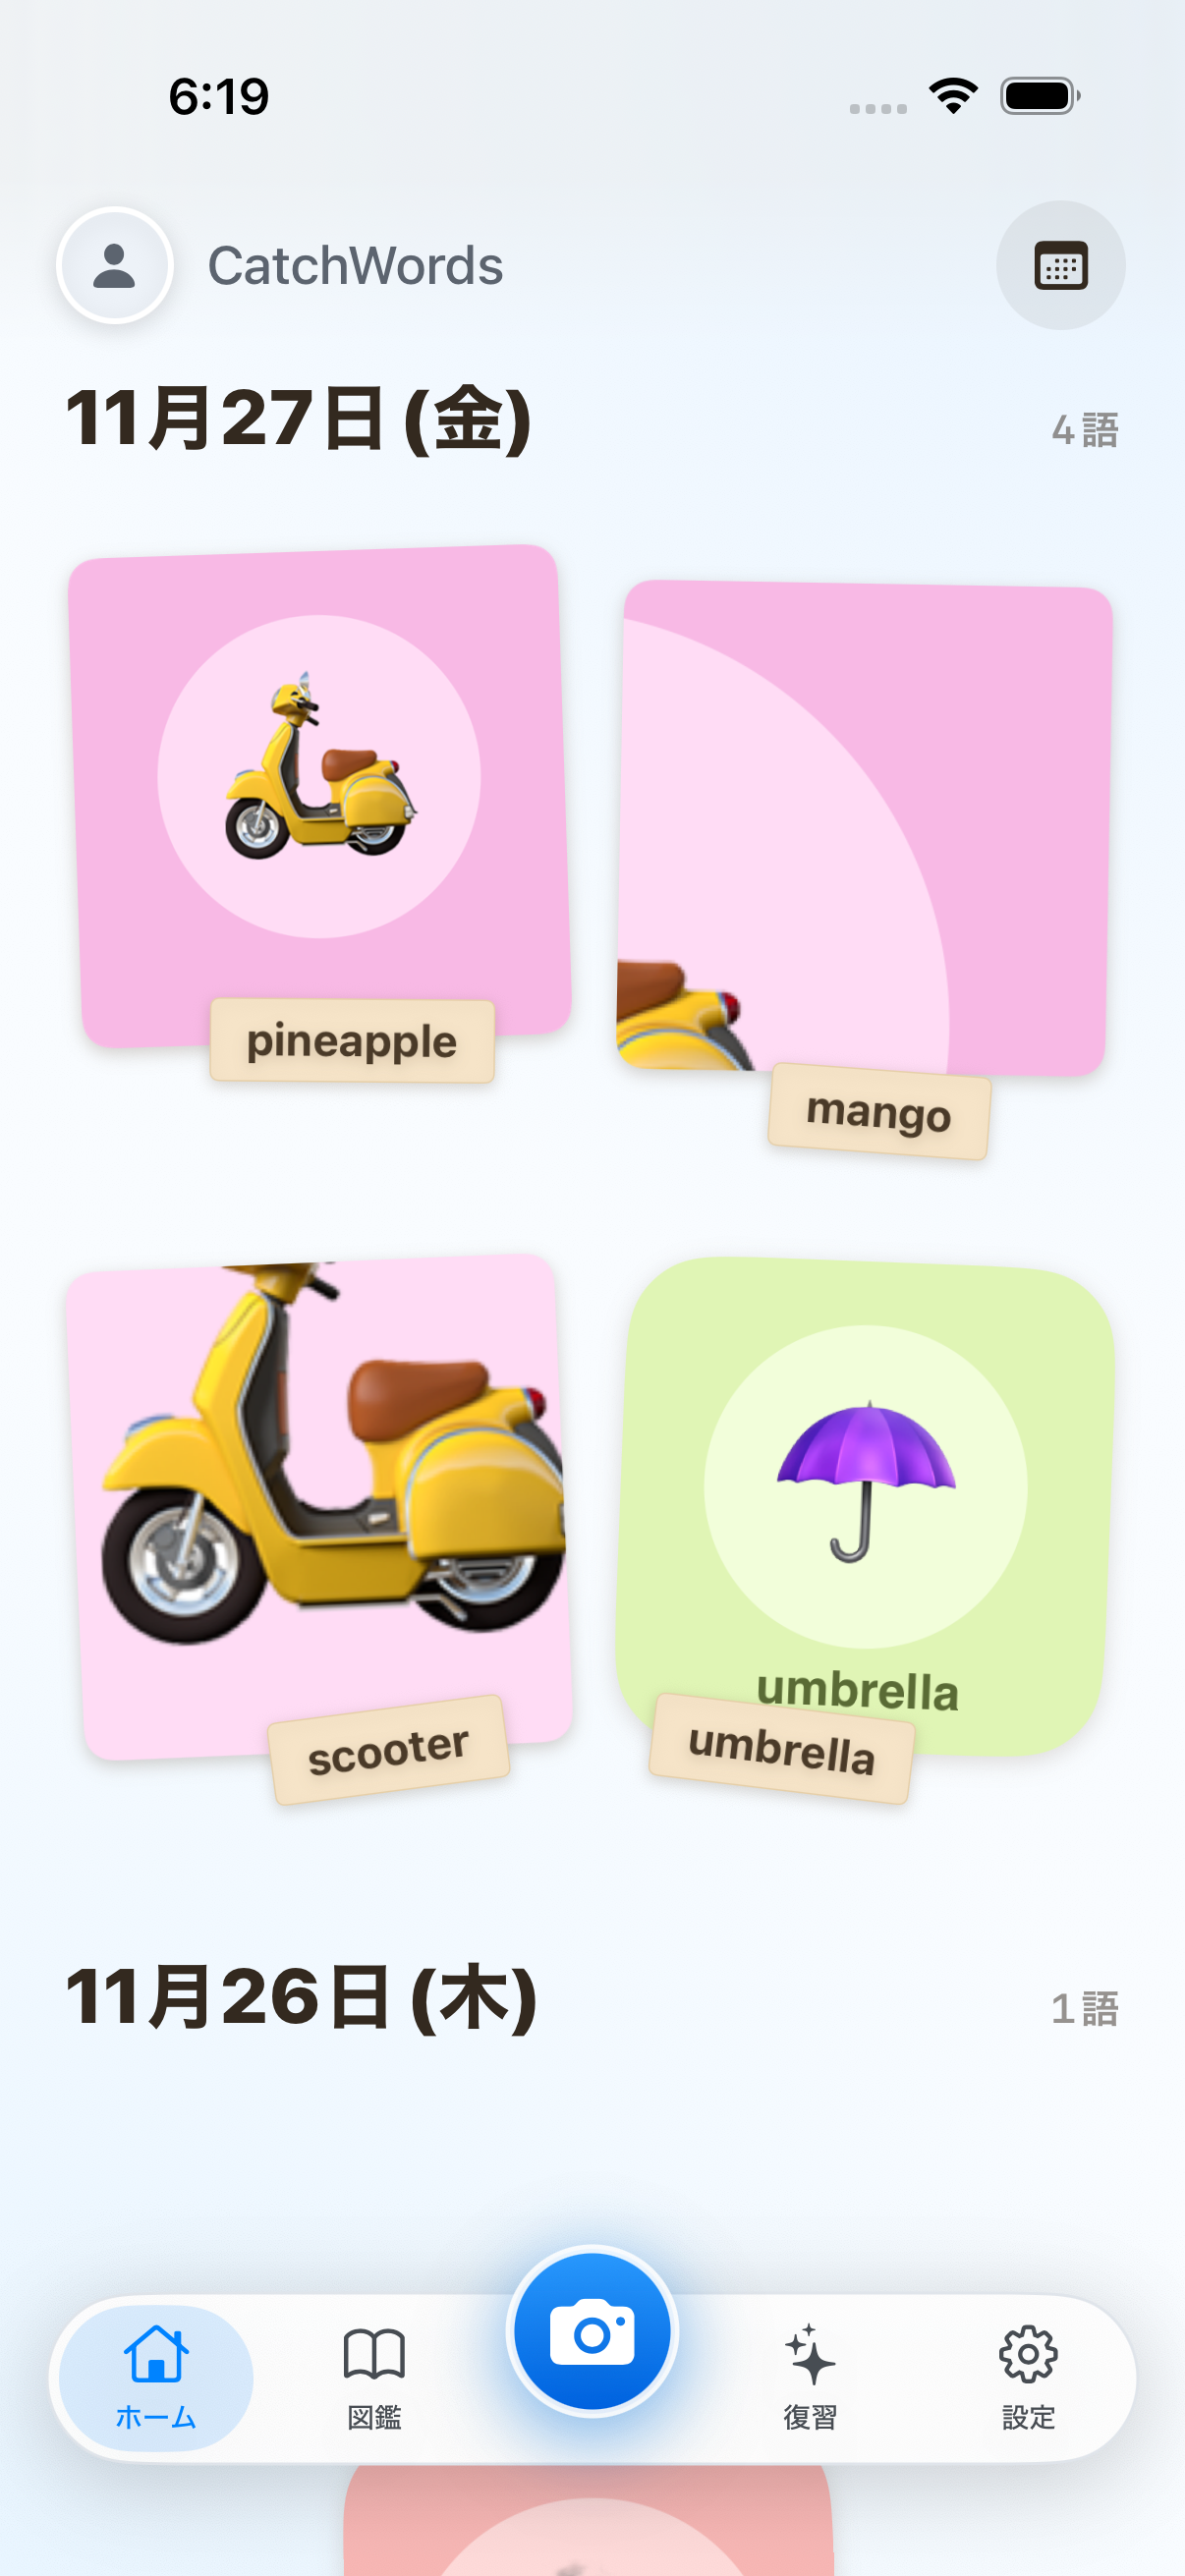 6:19
CatchWords
11月27日 (金)
4 語
pineapple
mango
scooter
umbrella
umbrella
11月26日 (木)
1 語
ホーム
図鑑
復習
設定